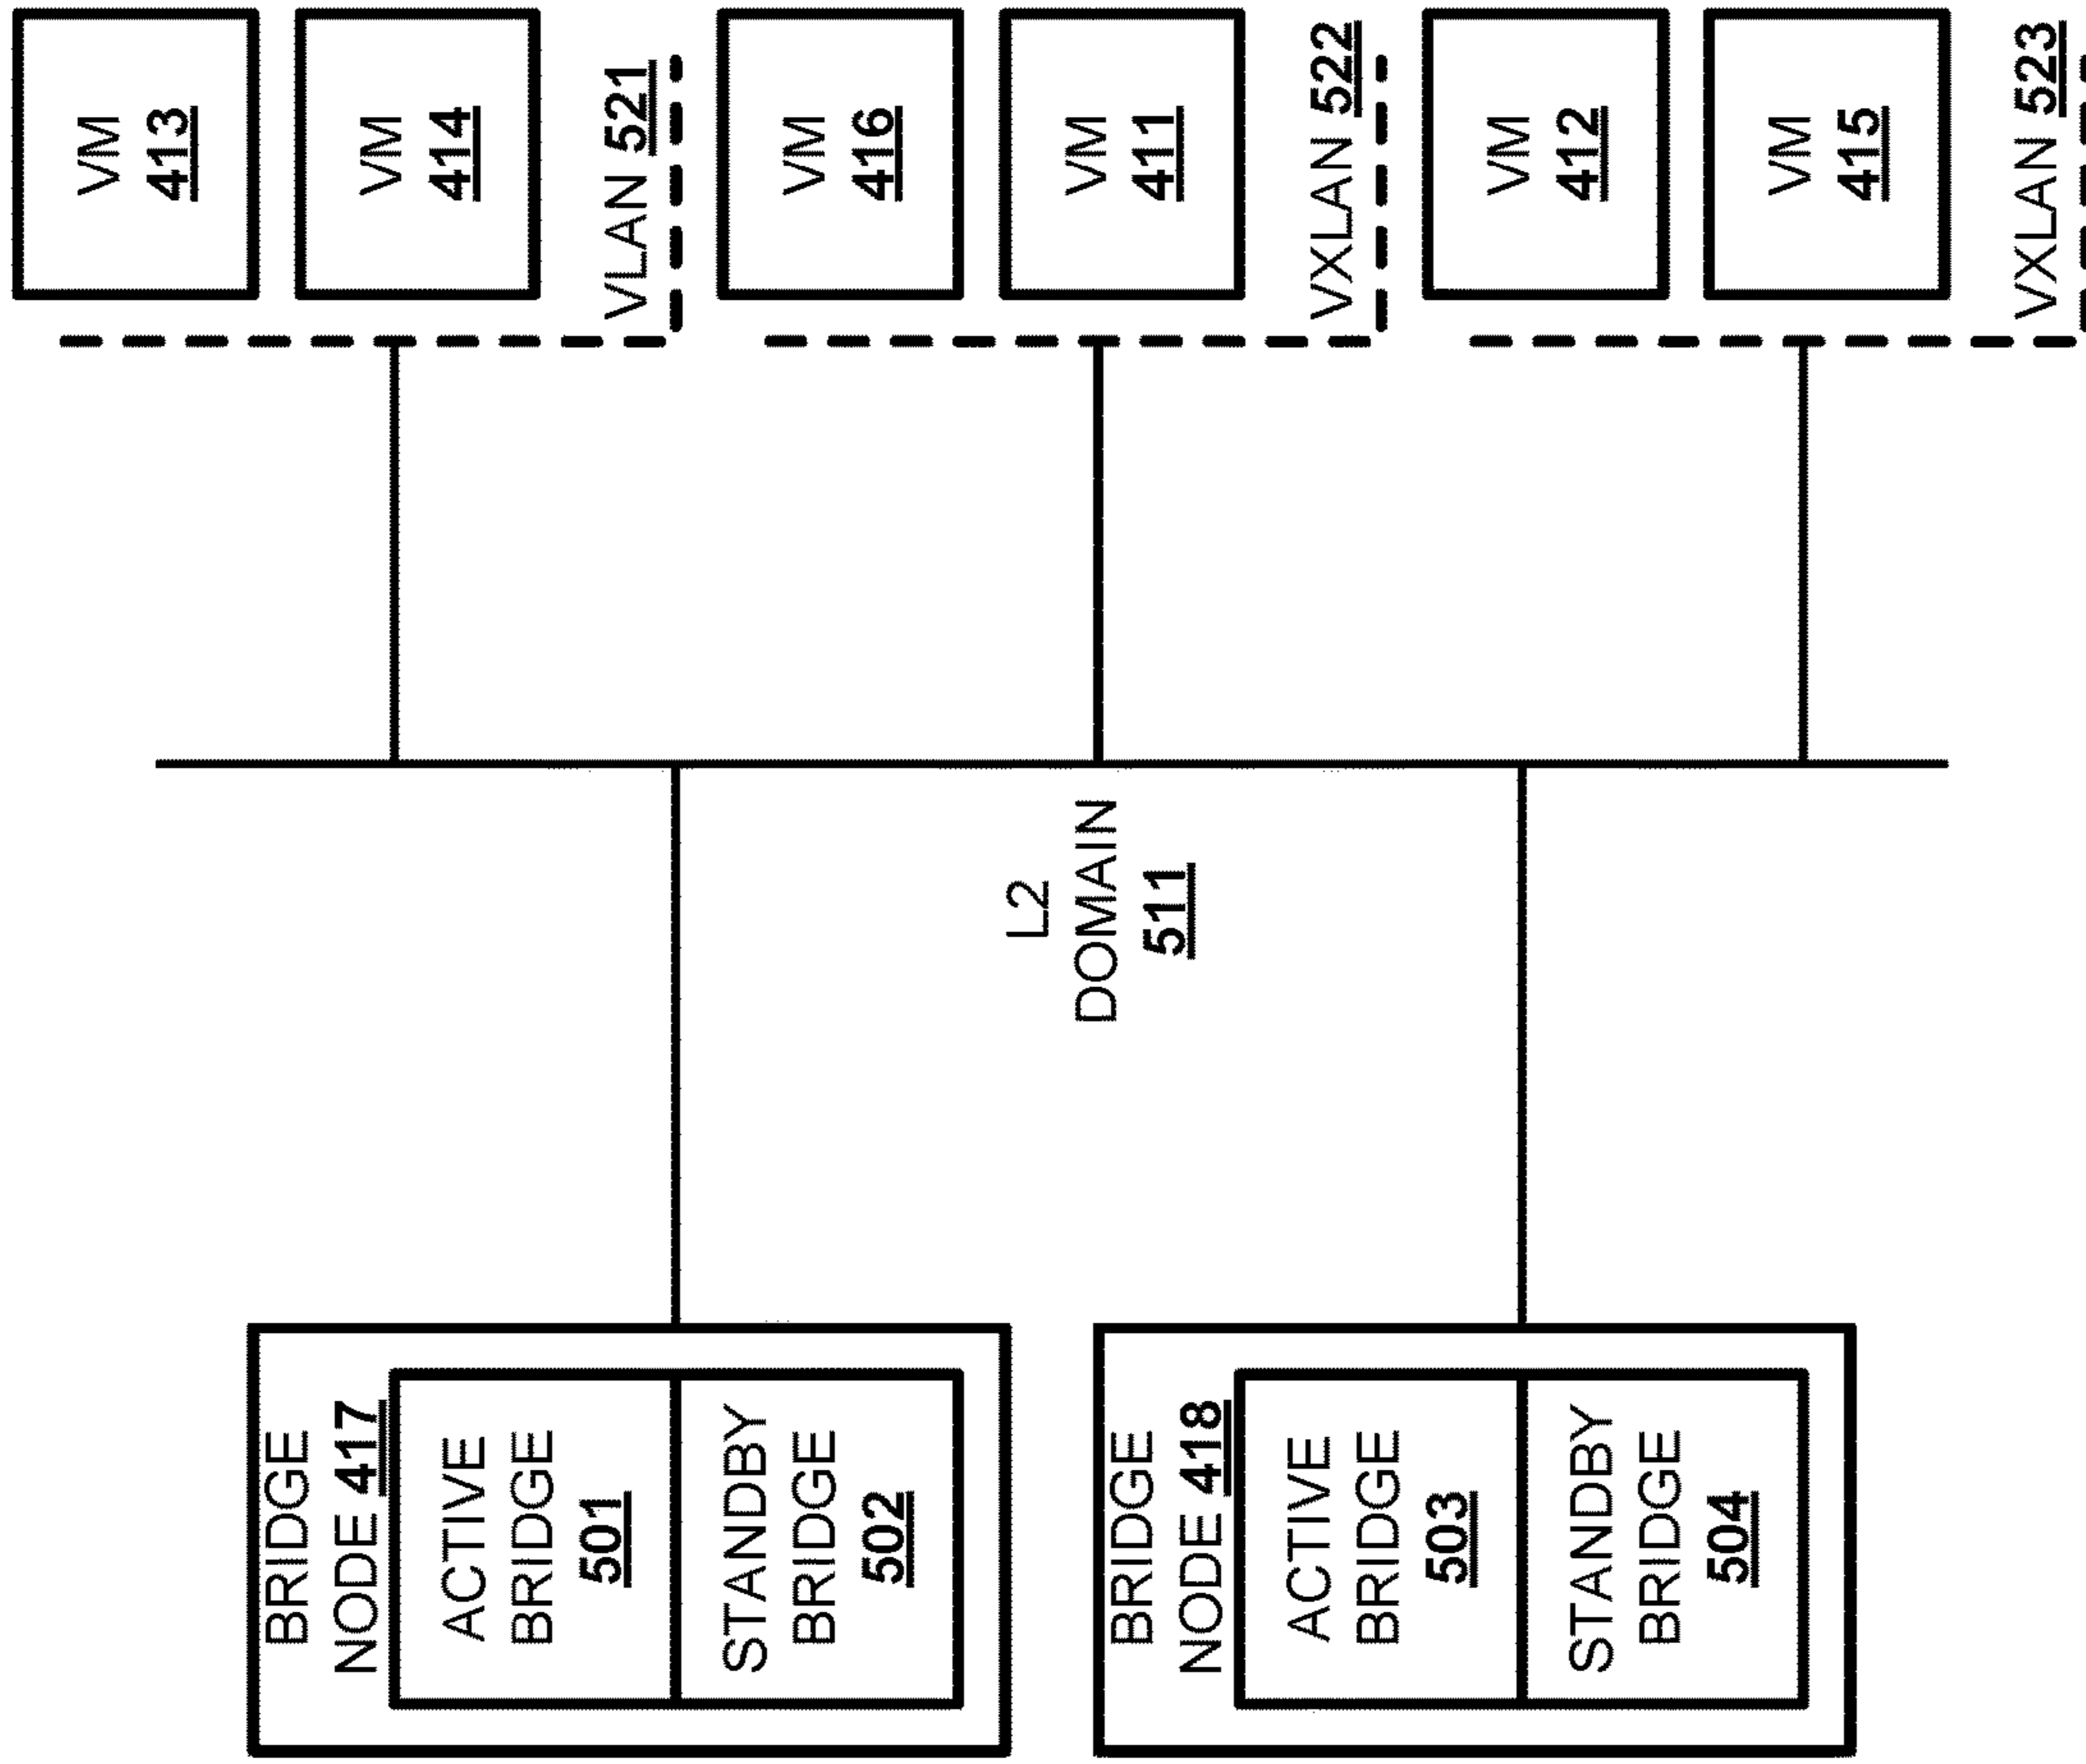 BRIDGE
NODE 417
ACTIVE
BRIDGE
501
STANDBY
BRIDGE
502
BRIDGE
NODE 418
ACTIVE
BRIDGE
503
STANDBY
BRIDGE
504
L2
DOMAIN
511
VM
413
VM
414
VLAN 521
VM
416
VM
411
VXLAN 522
VM
412
VM
415
VXLAN 523